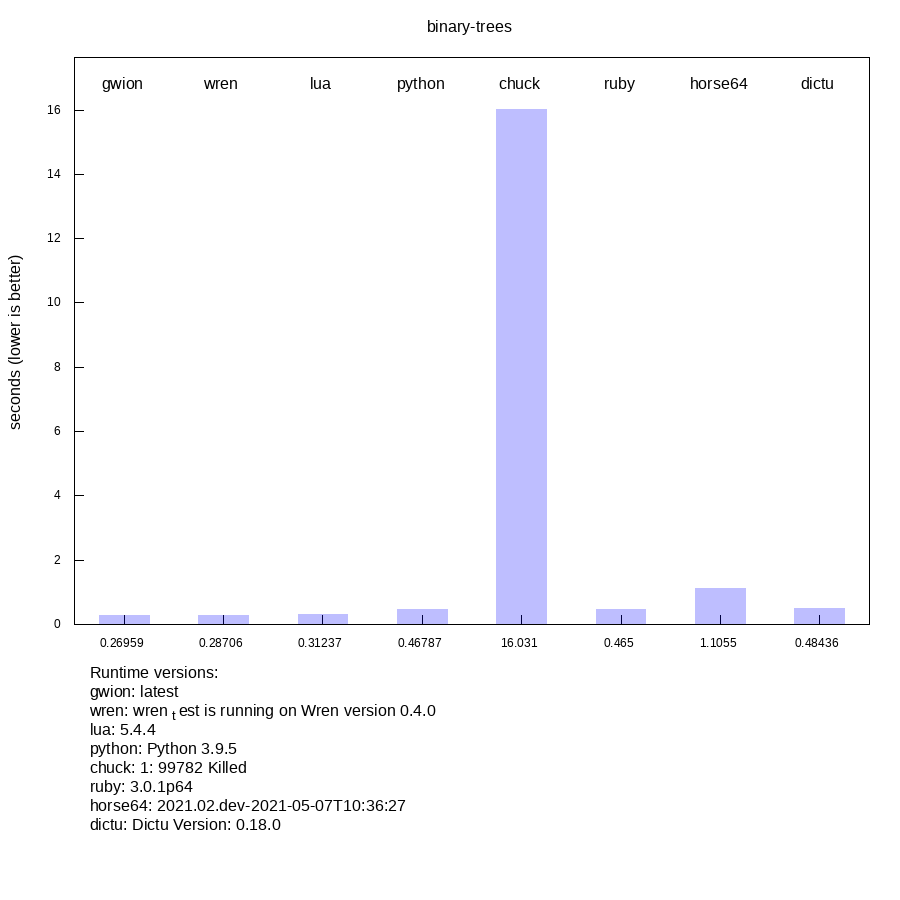 binary-trees
gwion wren lua python chuck ruby horse64 dictu
16
14
12
10
8
6
4
2
0
seconds (lower is better)
0.26959 0.28706 0.31237 0.46787 16.031 0.465 1.1055 0.48436
Runtime versions:
gwion: latest
wren: wren t est is running on Wren version 0.4.0
lua: 5.4.4
python: Python 3.9.5
chuck: 1: 99782 Killed
ruby: 3.0.1p64
horse64: 2021.02.dev-2021-05-07T10:36:27
dictu: Dictu Version: 0.18.0